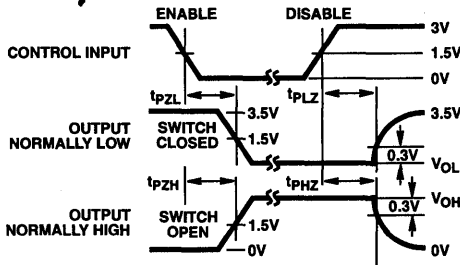 ENABLE DISABLE
3V
CONTROL INPUT 1.5V
0V
tPZL tPLZ
3.5V 3.5V
OUTPUT NORMALLY LOW
SWITCH CLOSED
1.5V
0.3V
VOL
tPZH tPHZ
VOH
OUTPUT NORMALLY HIGH
SWITCH OPEN
0.3V
1.5V
0V 0V